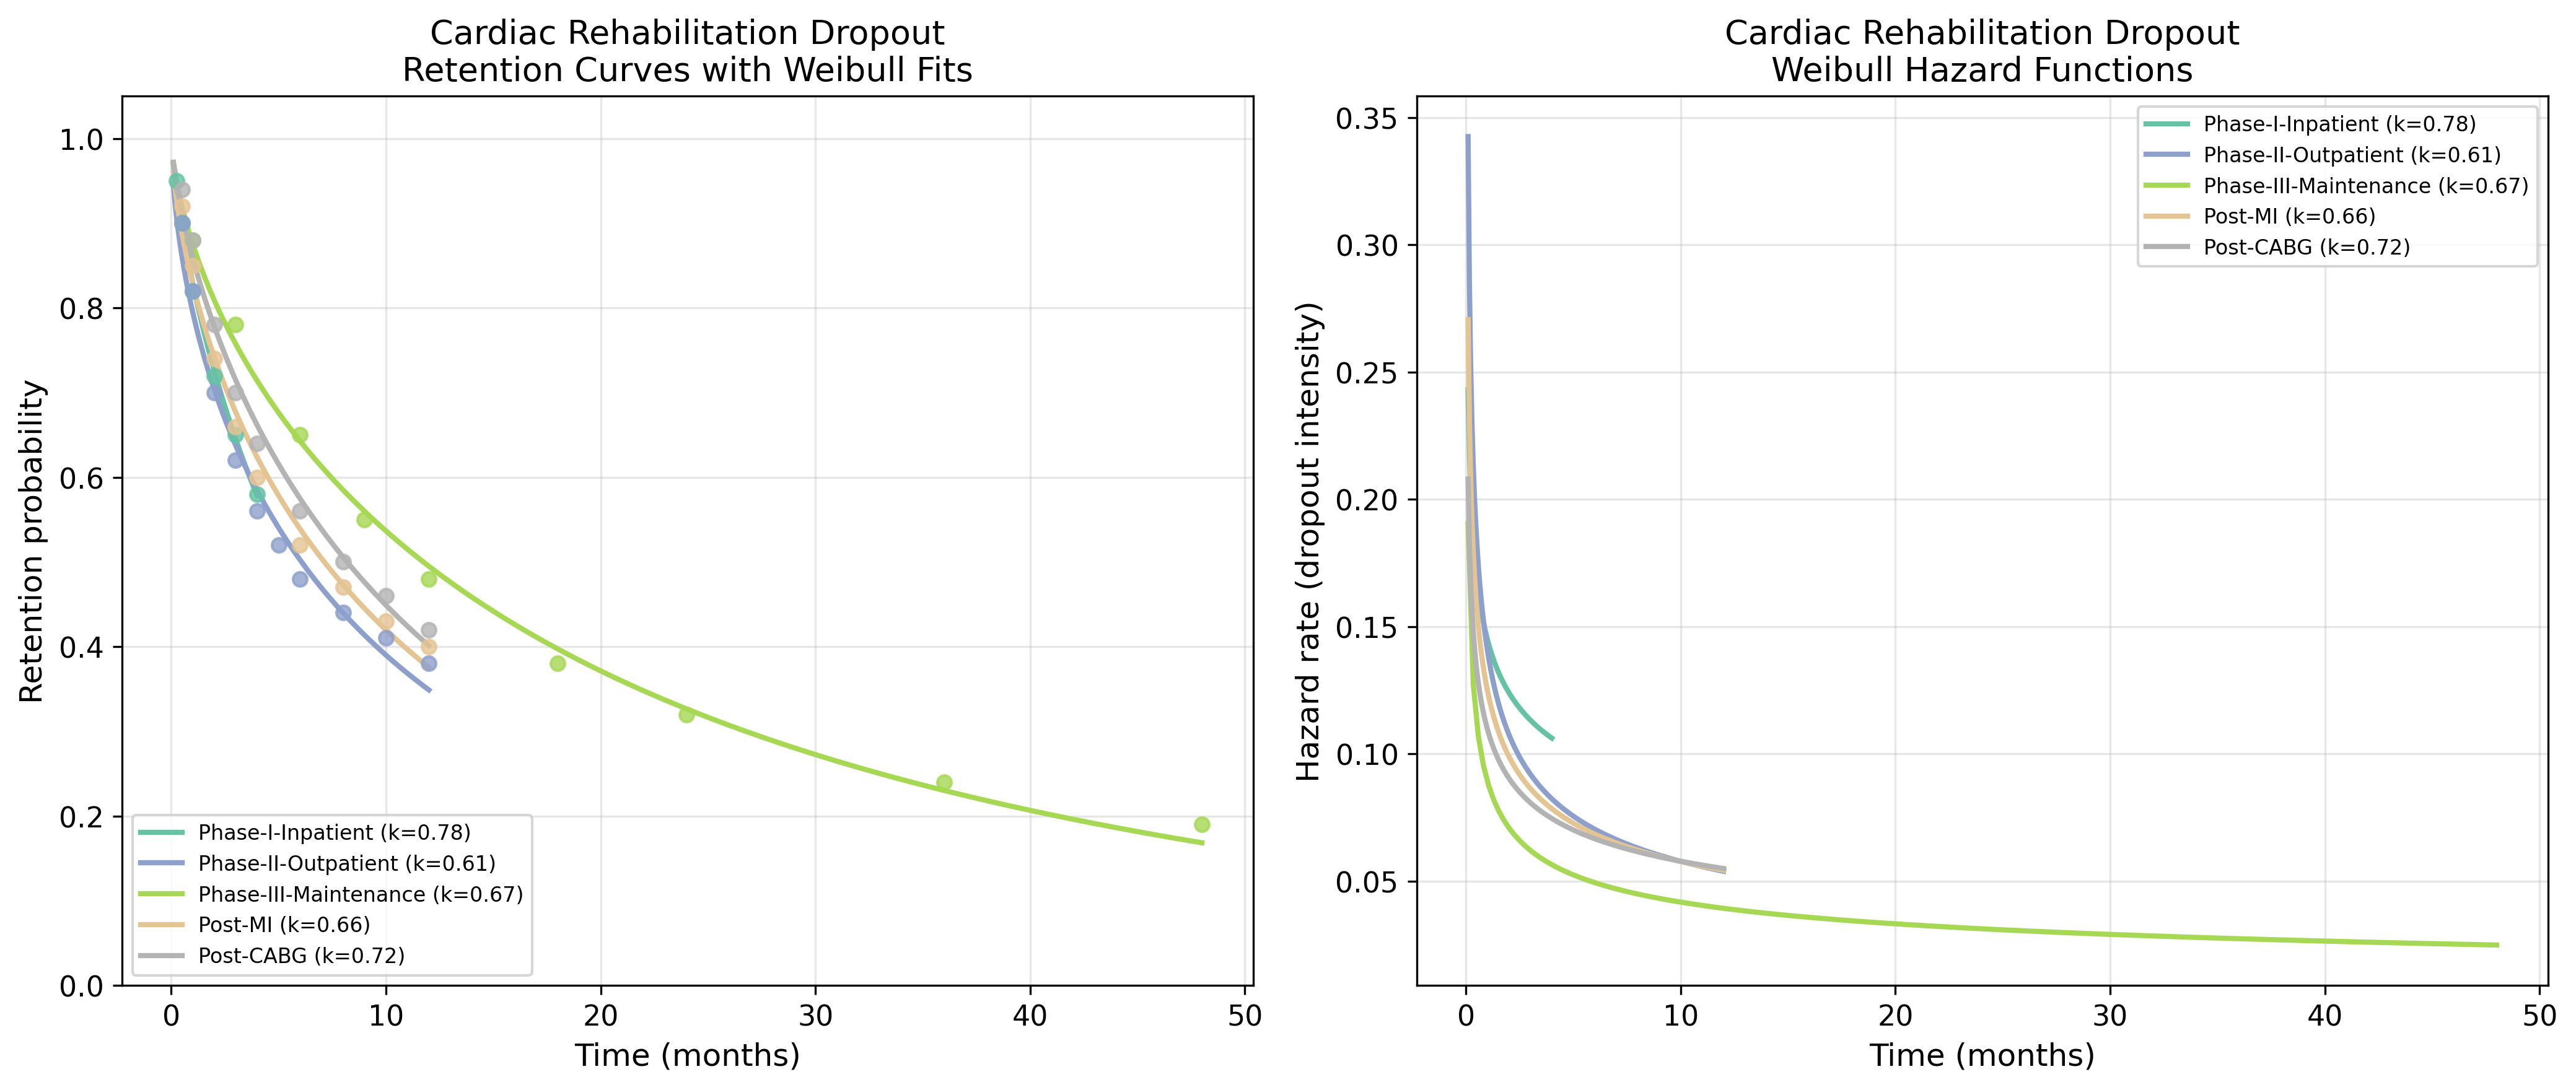 Cardiac Rehabilitation Dropout
Retention Curves with Weibull Fits
Retention probability
1.0
0.8
0.6
0.4
0.2
0.0
Phase-I-Inpatient (k=0.78)
Phase-II-Outpatient (k=0.61)
Phase-III-Maintenance (k=0.67)
Post-MI (k=0.66)
Post-CABG (k=0.72)
0 10 20 30 40 50
Time (months)
Cardiac Rehabilitation Dropout
Weibull Hazard Functions
Hazard rate (dropout intensity)
0.35
0.30
0.25
0.20
0.15
0.10
0.05
Phase-I-Inpatient (k=0.78)
Phase-II-Outpatient (k=0.61)
Phase-III-Maintenance (k=0.67)
Post-MI (k=0.66)
Post-CABG (k=0.72)
0 10 20 30 40 50
Time (months)